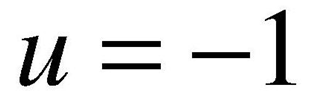 u = −1